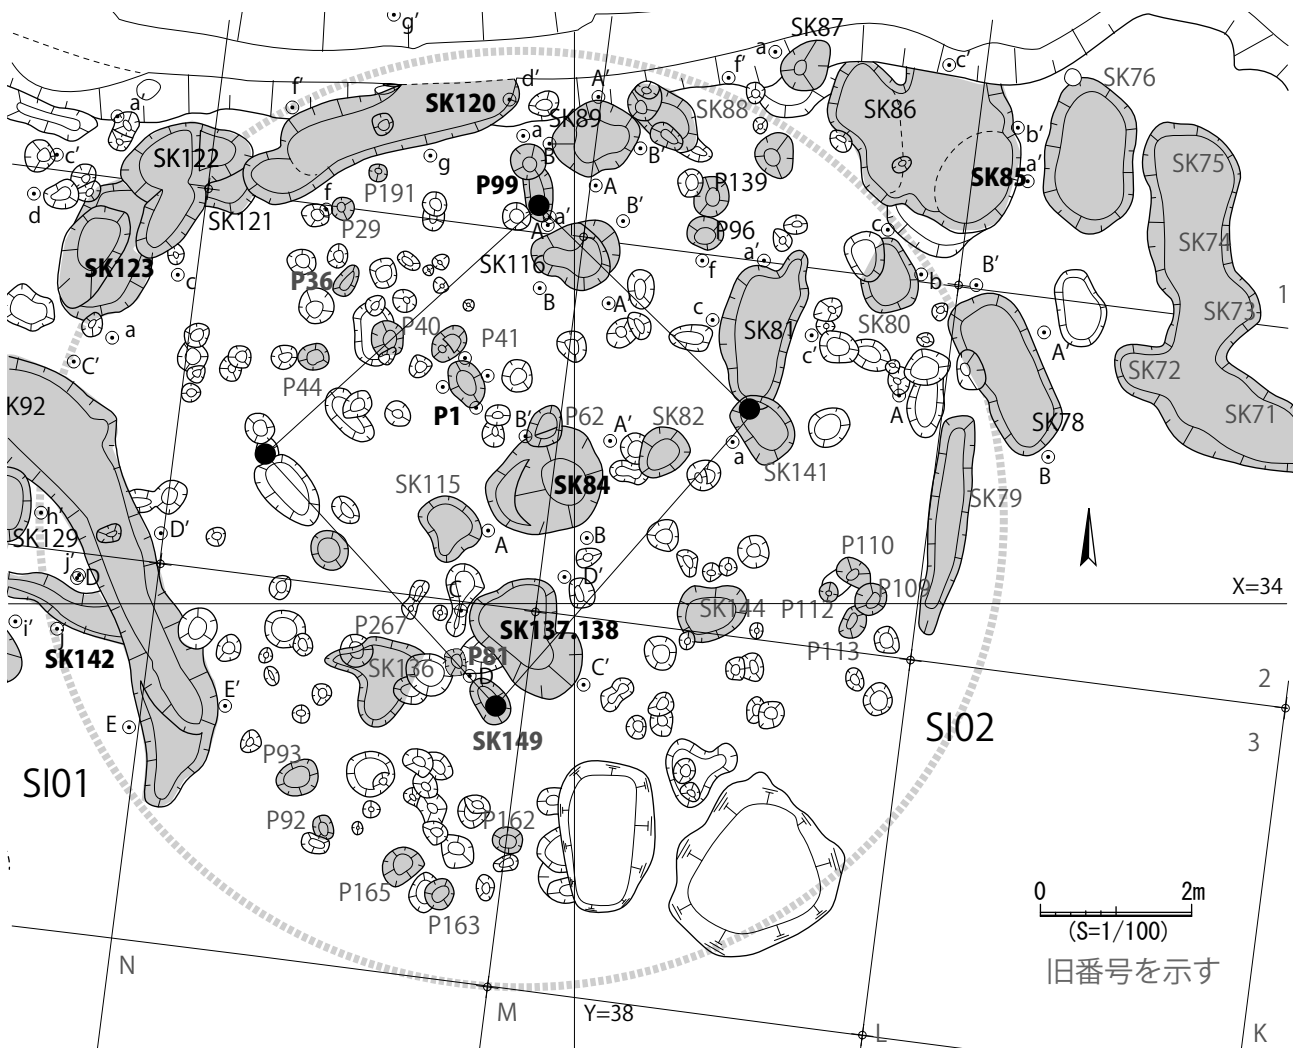 g'
SK87
a
f'
c'
SK76
a'
f'
SK120
d'
A'
SK89
SK88
SK86
b'
c'
SK122
a
B
B'
a'
SK75
g
P191
P99
P139
SK85
d
f
A
SK121
P29
A
a'
B'
P96
c
SK74
SK123
c
P36
SK116
f
a'
b
B'
1
B
A
SK80
SK73
a
P40
P41
c
SK81
c'
A'
C'
P44
SK72
K92
P1
B'
P62
A'
SK82
A
SK78
SK71
a
SK141
B
SK115
SK84
SK79
h'
SK129
D'
A
B
j'
D
D'
P110
X=34
C
SK144
P112
P109
i'
j
P267
SK137.138
P113
SK142
SK136
P81
D
C'
2
E'
E
SK149
SI02
3
SI01
P93
P92
P162
P165
P163
0
2m
(S=1/100)
旧番号を示す
N
M
Y=38
L
K